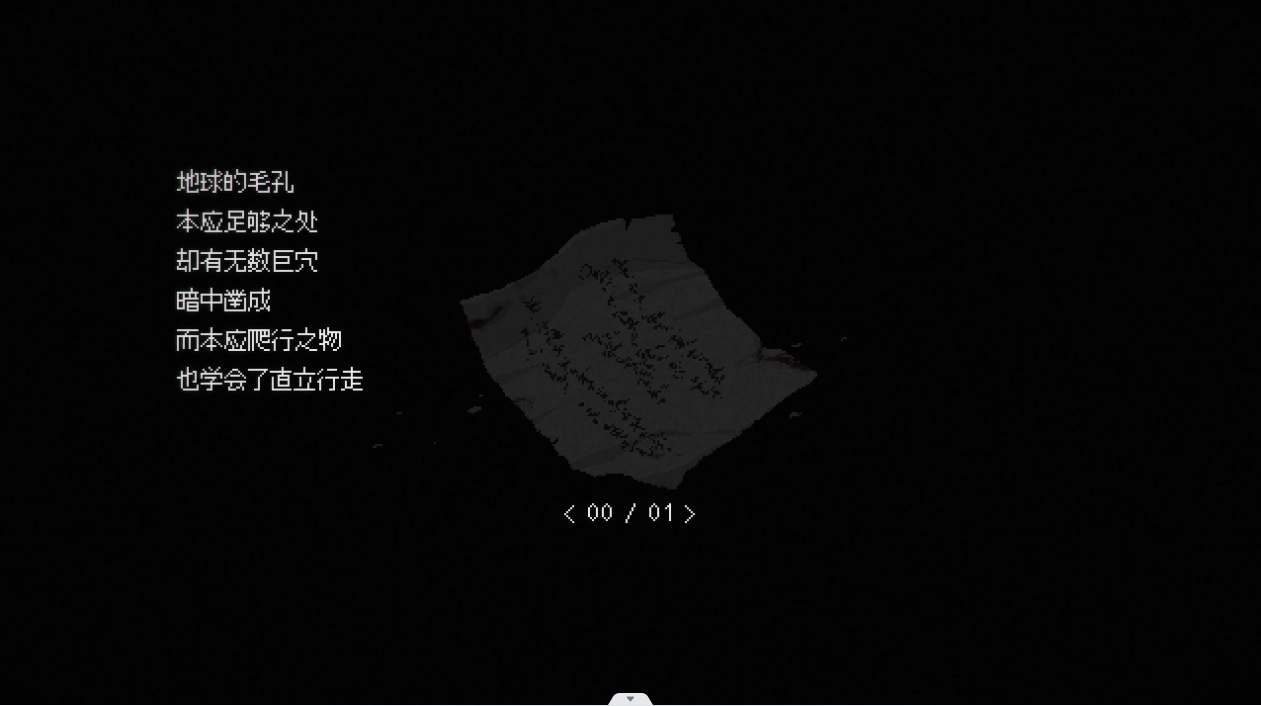 地球的毛孔
本应足够之处
却有无数巨穴
暗中凿成
而本应爬行之物
也学会了直立行走
< 00 / 01 >